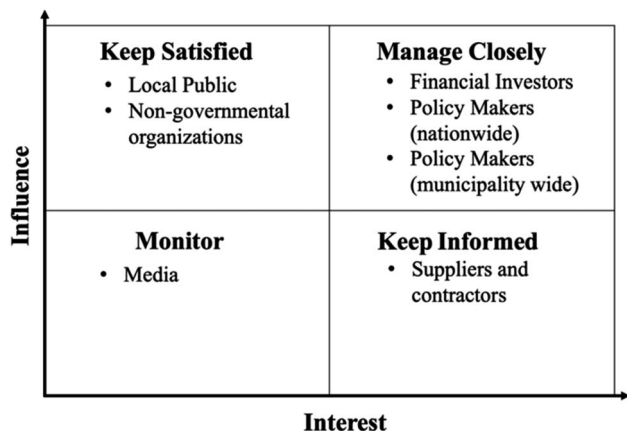 Keep Satisfied
• Local Public
• Non-governmental
organizations
Manage Closely
• Financial Investors
• Policy Makers
(nationwide)
• Policy Makers
(municipality wide)
Monitor
• Media
Keep Informed
• Suppliers and
contractors
Influence
Interest